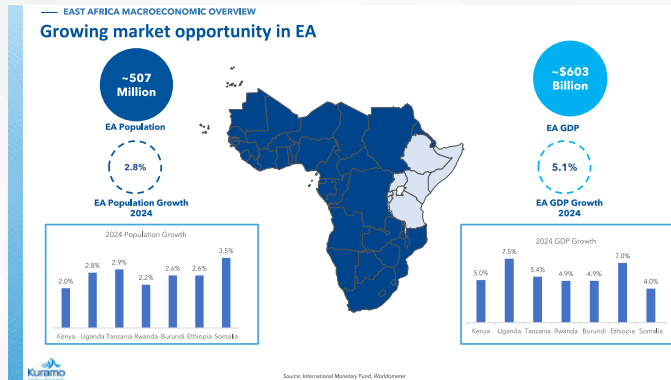 EAST AFRICA MACROECONOMIC OVERVIEW
Growing market opportunity in EA
~507
Million
EA Population
2.8%
EA Population Growth
2024
2024 Population Growth
2.0%
2.8%
2.9%
2.2%
2.6%
2.6%
3.5%
Kenya Uganda Tanzania Rwanda Burundi Ethiopia Somalia
~$603
Billion
EA GDP
5.1%
EA GDP Growth
2024
2024 GDP Growth
5.0%
7.5%
5.4%
4.9%
4.9%
7.0%
4.0%
Kenya Uganda Tanzania Rwanda Burundi Ethiopia Somalia
Kuramo
Source: International Monetary Fund, Worldometer